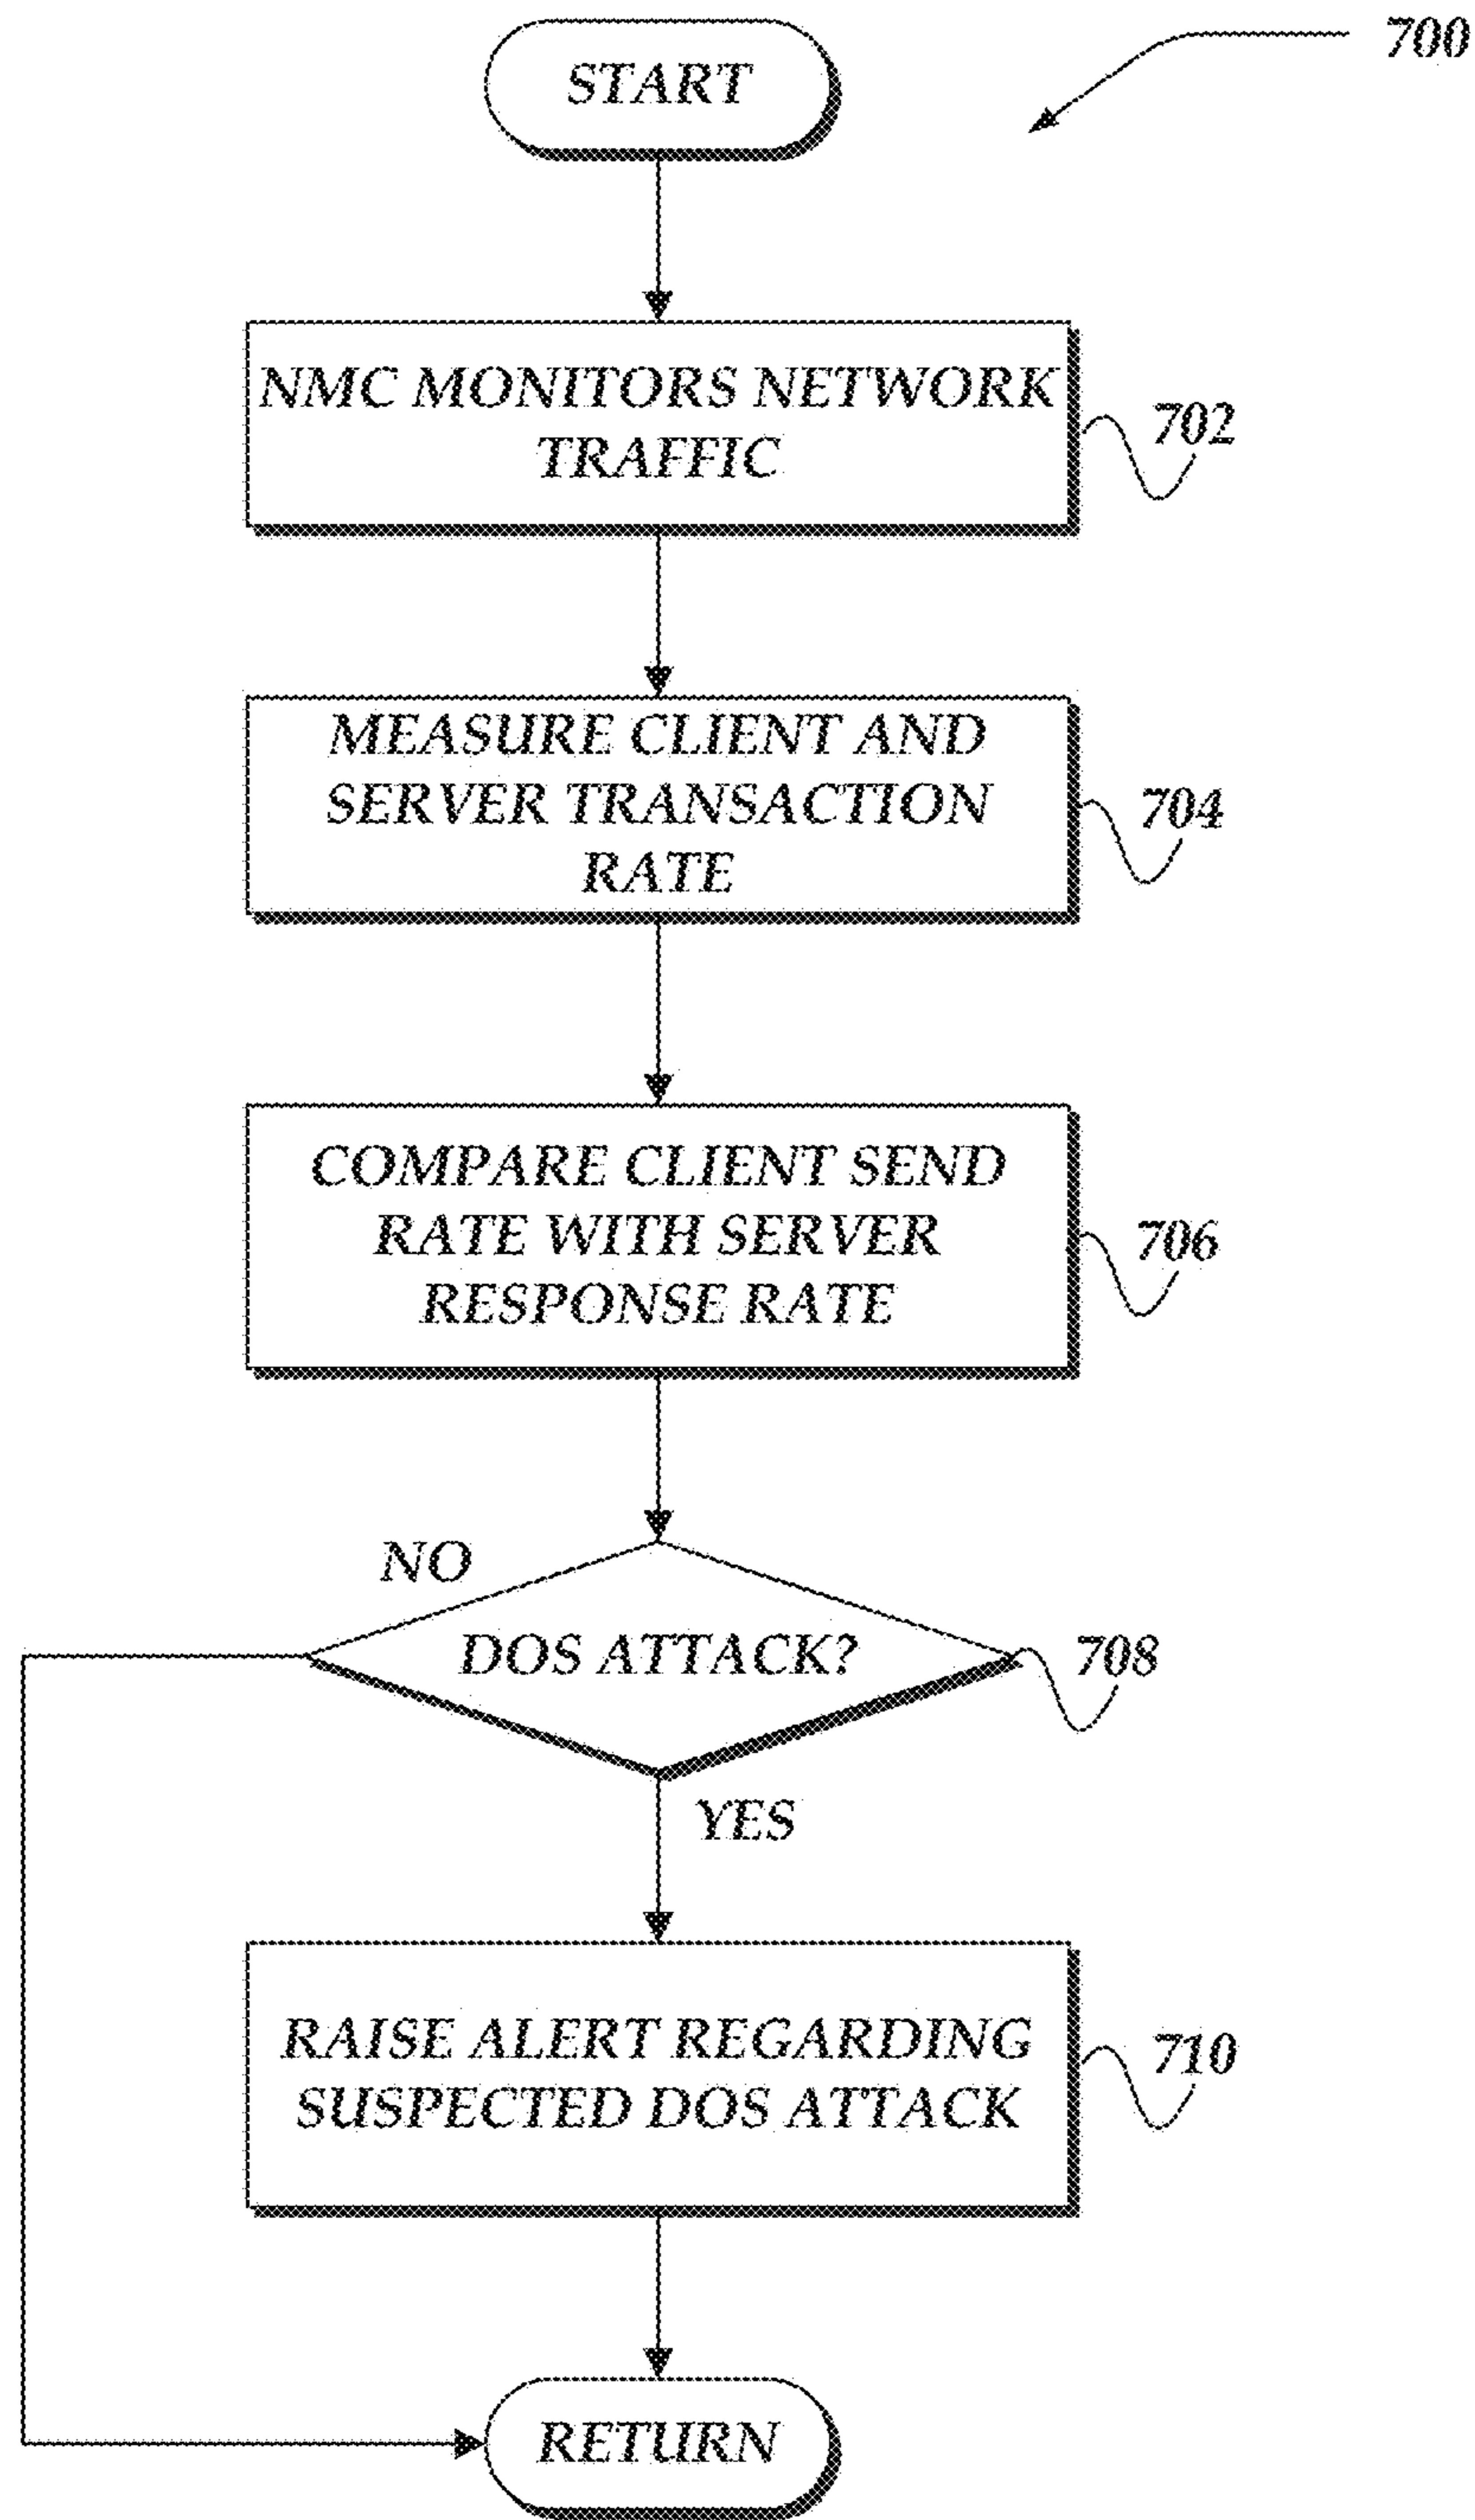 START
700
NMC MONITORS NETWORK
TRAFFIC
702
MEASURE CLIENT AND
SERVER TRANSACTION
RATE
704
COMPARE CLIENT SEND
RATE WITH SERVER
RESPONSE RATE
706
NO
DOS ATTACK?
708
YES
RAISE ALERT REGARDING
SUSPECTED DOS ATTACK
710
RETURN